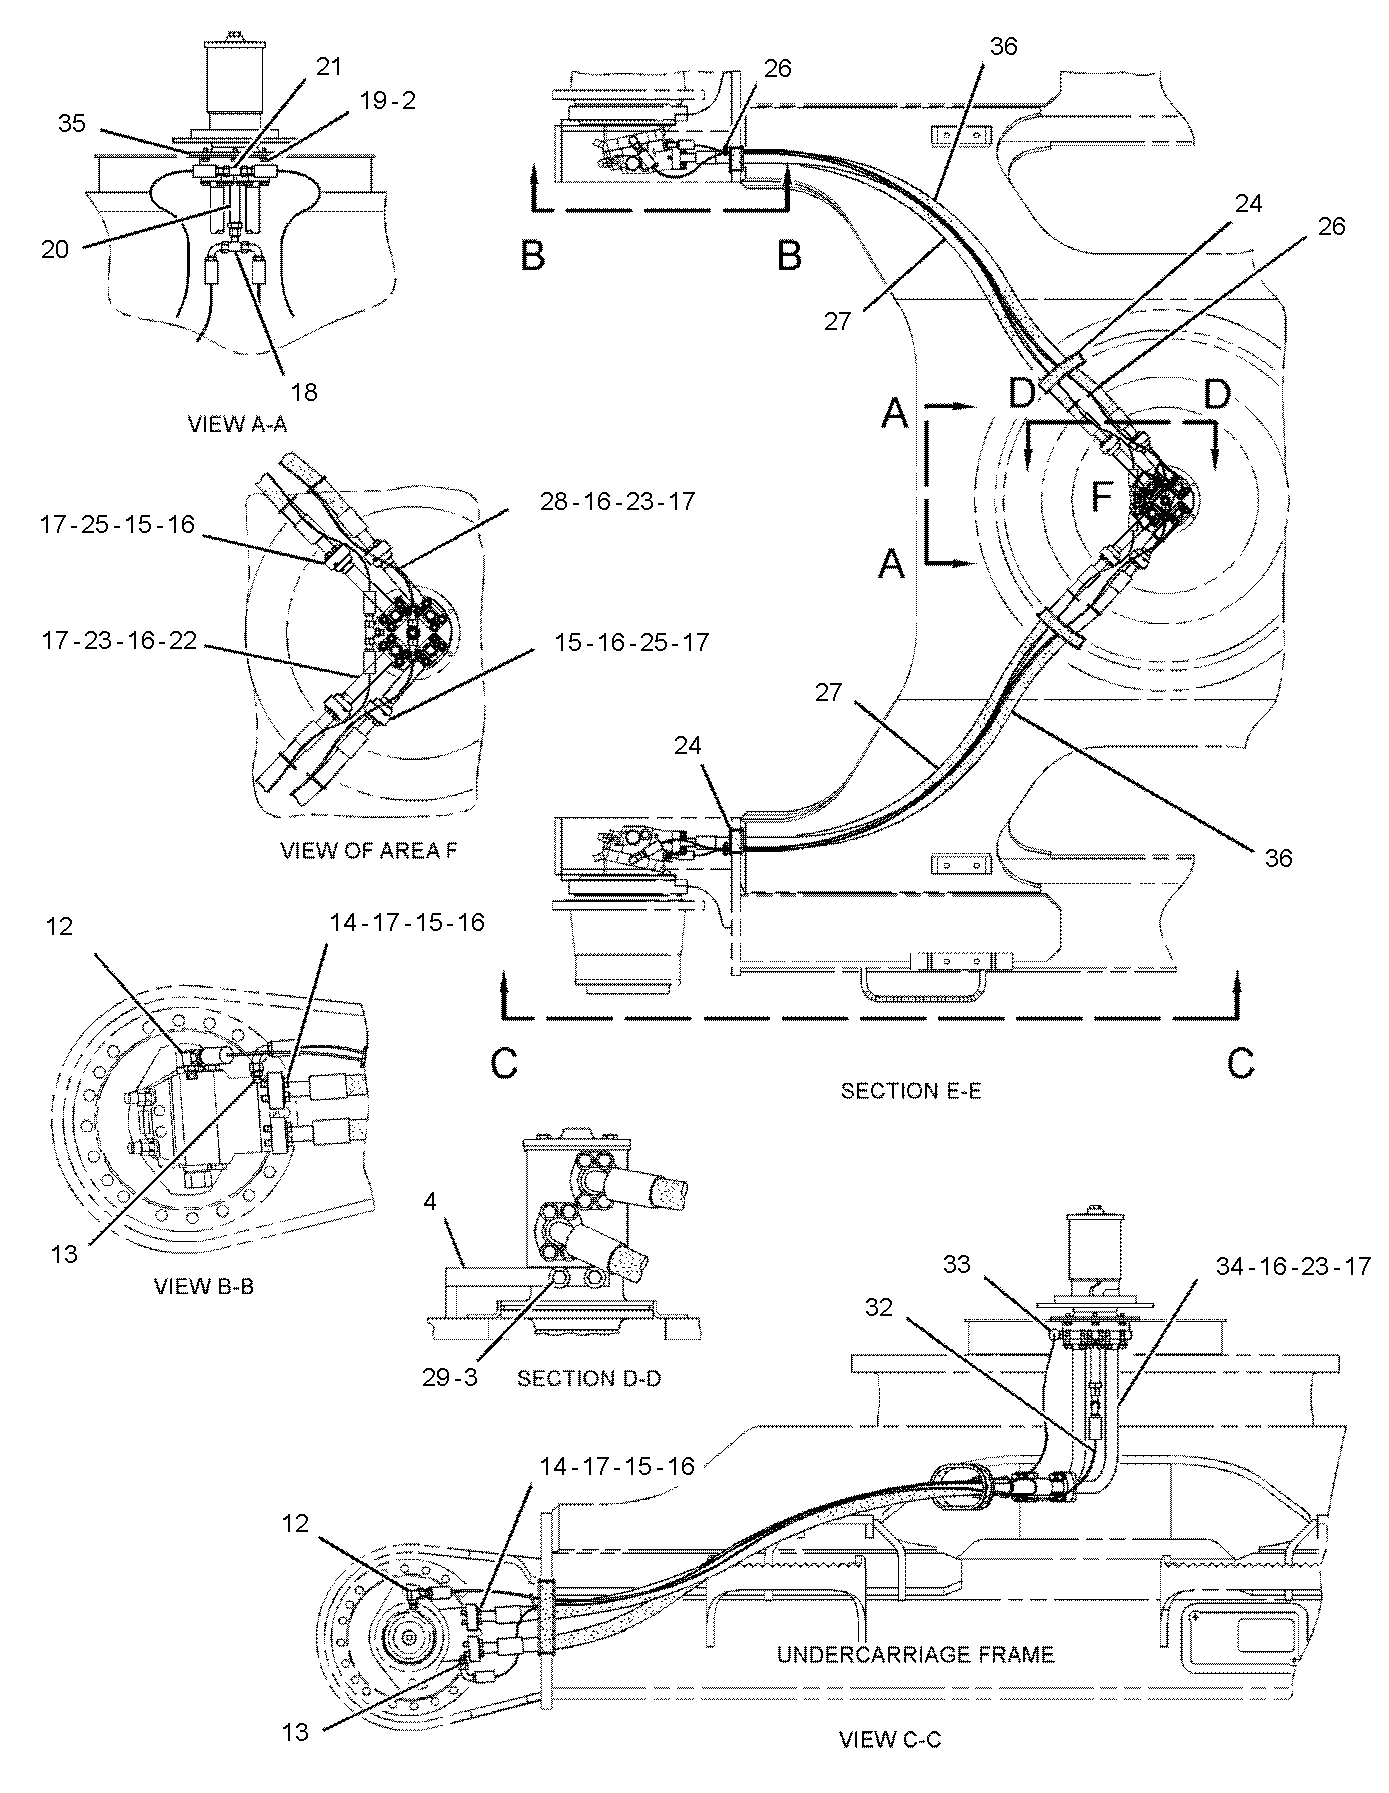 21
19-2
35
20
18
VIEW A-A
26
36
B
B
24
26
27
A
A
D
D
F
27
24
36
C
C
SECTION E-E
17-25-15-16
28-16-23-17
17-23-16-22
15-16-25-17
VIEW OF AREA F
12
14-17-15-16
13
VIEW B-B
4
29-3
SECTION D-D
33
34-16-23-17
32
14-17-15-16
12
13
UNDERCARRIAGE FRAME
VIEW C-C